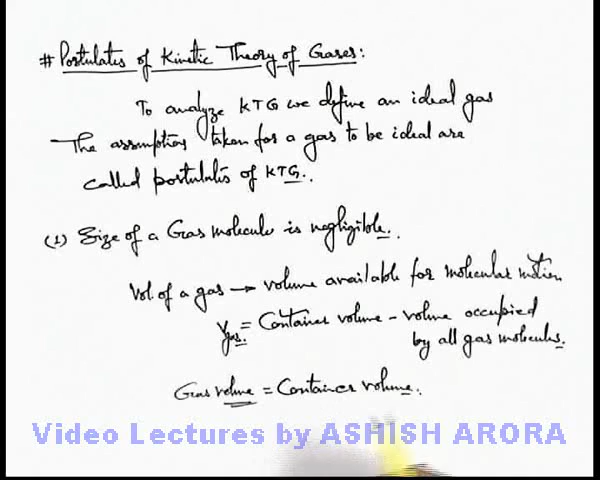 # Postulates of Kinetic Theory of Gases:
To analyze KTG we define an ideal gas
The assumptions taken for a gas to be ideal are
called postulates of KTG.
(1) Size of a Gas molecule is negligible.
Vol. of a gas → volume available for molecular motion
Vgas = Container volume - volume occupied
by all gas molecules.
Gas volume = Container volume.
Video Lectures by ASHISH ARORA